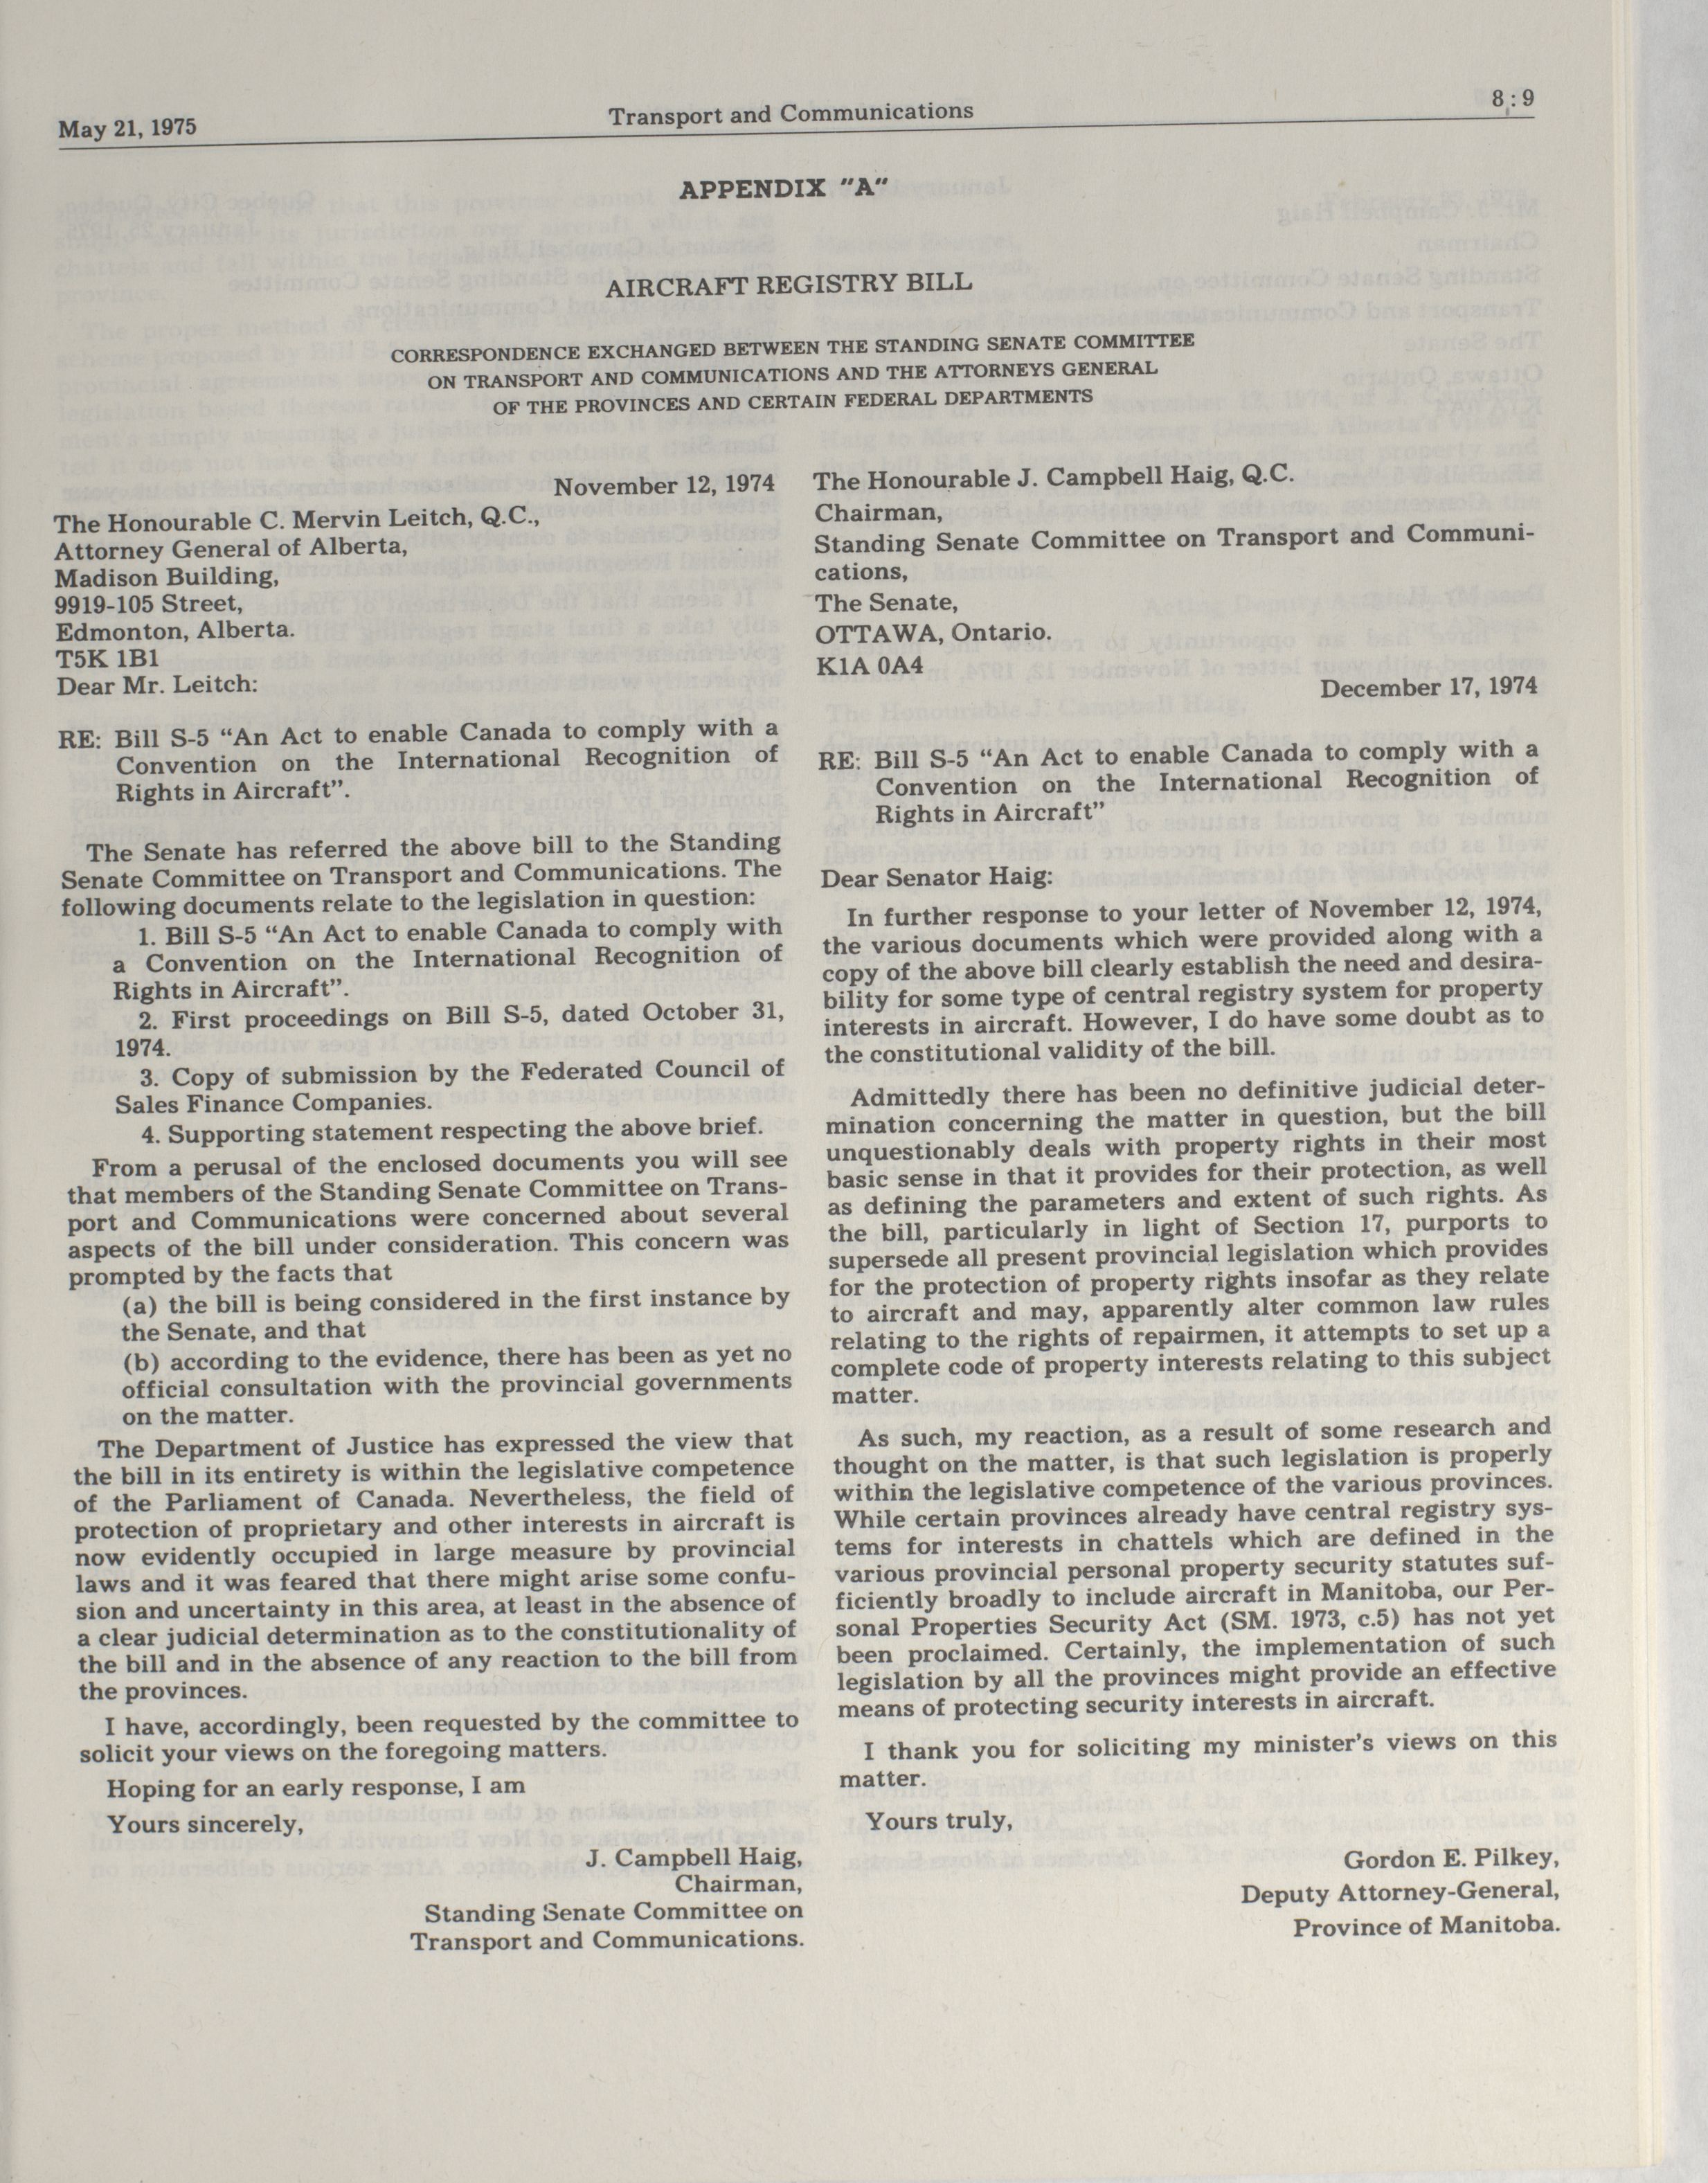 May 21, 1975
Transport and Communications
8:9
APPENDIX "A"
AIRCRAFT REGISTRY BILL
CORRESPONDENCE EXCHANGED BETWEEN THE STANDING SENATE COMMITTEE
ON TRANSPORT AND COMMUNICATIONS AND THE ATTORNEYS GENERAL
OF THE PROVINCES AND CERTAIN FEDERAL DEPARTMENTS
November 12, 1974
The Honourable C. Mervin Leitch, Q.C.,
Attorney General of Alberta,
Madison Building,
9919-105 Street,
Edmonton, Alberta.
T5K 1B1
Dear Mr. Leitch:
RE: Bill S-5 “An Act to enable Canada to comply with a
Convention on the International Recognition of
Rights in Aircraft”.
The Senate has referred the above bill to the Standing
Senate Committee on Transport and Communications. The
following documents relate to the legislation in question:
1. Bill S-5 “An Act to enable Canada to comply with
a Convention on the International Recognition of
Rights in Aircraft”.
2. First proceedings on Bill S-5, dated October 31,
1974.
3. Copy of submission by the Federated Council of
Sales Finance Companies.
4. Supporting statement respecting the above brief.
From a perusal of the enclosed documents you will see
that members of the Standing Senate Committee on Trans-
port and Communications were concerned about several
aspects of the bill under consideration. This concern was
prompted by the facts that
(a) the bill is being considered in the first instance by
the Senate, and that
(b) according to the evidence, there has been as yet no
official consultation with the provincial governments
on the matter.
The Department of Justice has expressed the view that
the bill in its entirety is within the legislative competence
of the Parliament of Canada. Nevertheless, the field of
protection of proprietary and other interests in aircraft is
now evidently occupied in large measure by provincial
laws and it was feared that there might arise some confu-
sion and uncertainty in this area, at least in the absence of
a clear judicial determination as to the constitutionality of
the bill and in the absence of any reaction to the bill from
the provinces.
I have, accordingly, been requested by the committee to
solicit your views on the foregoing matters.
Hoping for an early response, I am
Yours sincerely,
J. Campbell Haig,
Chairman,
Standing Senate Committee on
Transport and Communications.
The Honourable J. Campbell Haig, Q.C.
Chairman,
Standing Senate Committee on Transport and Communi-
cations,
The Senate,
OTTAWA, Ontario.
K1A 0A4
December 17, 1974
RE: Bill S-5 “An Act to enable Canada to comply with a
Convention on the International Recognition of
Rights in Aircraft”
Dear Senator Haig:
In further response to your letter of November 12, 1974,
the various documents which were provided along with a
copy of the above bill clearly establish the need and desira-
bility for some type of central registry system for property
interests in aircraft. However, I do have some doubt as to
the constitutional validity of the bill.
Admittedly there has been no definitive judicial deter-
mination concerning the matter in question, but the bill
unquestionably deals with property rights in their most
basic sense in that it provides for their protection, as well
as defining the parameters and extent of such rights. As
the bill, particularly in light of Section 17, purports to
supersede all present provincial legislation which provides
for the protection of property rights insofar as they relate
to aircraft and may, apparently alter common law rules
relating to the rights of repairmen, it attempts to set up a
complete code of property interests relating to this subject
matter.
As such, my reaction, as a result of some research and
thought on the matter, is that such legislation is properly
within the legislative competence of the various provinces.
While certain provinces already have central registry sys-
tems for interests in chattels which are defined in the
various provincial personal property security statutes suf-
ficiently broadly to include aircraft in Manitoba, our Per-
sonal Properties Security Act (SM. 1973, c.5) has not yet
been proclaimed. Certainly, the implementation of such
legislation by all the provinces might provide an effective
means of protecting security interests in aircraft.
I thank you for soliciting my minister’s views on this
matter.
Yours truly,
Gordon E. Pilkey,
Deputy Attorney-General,
Province of Manitoba.